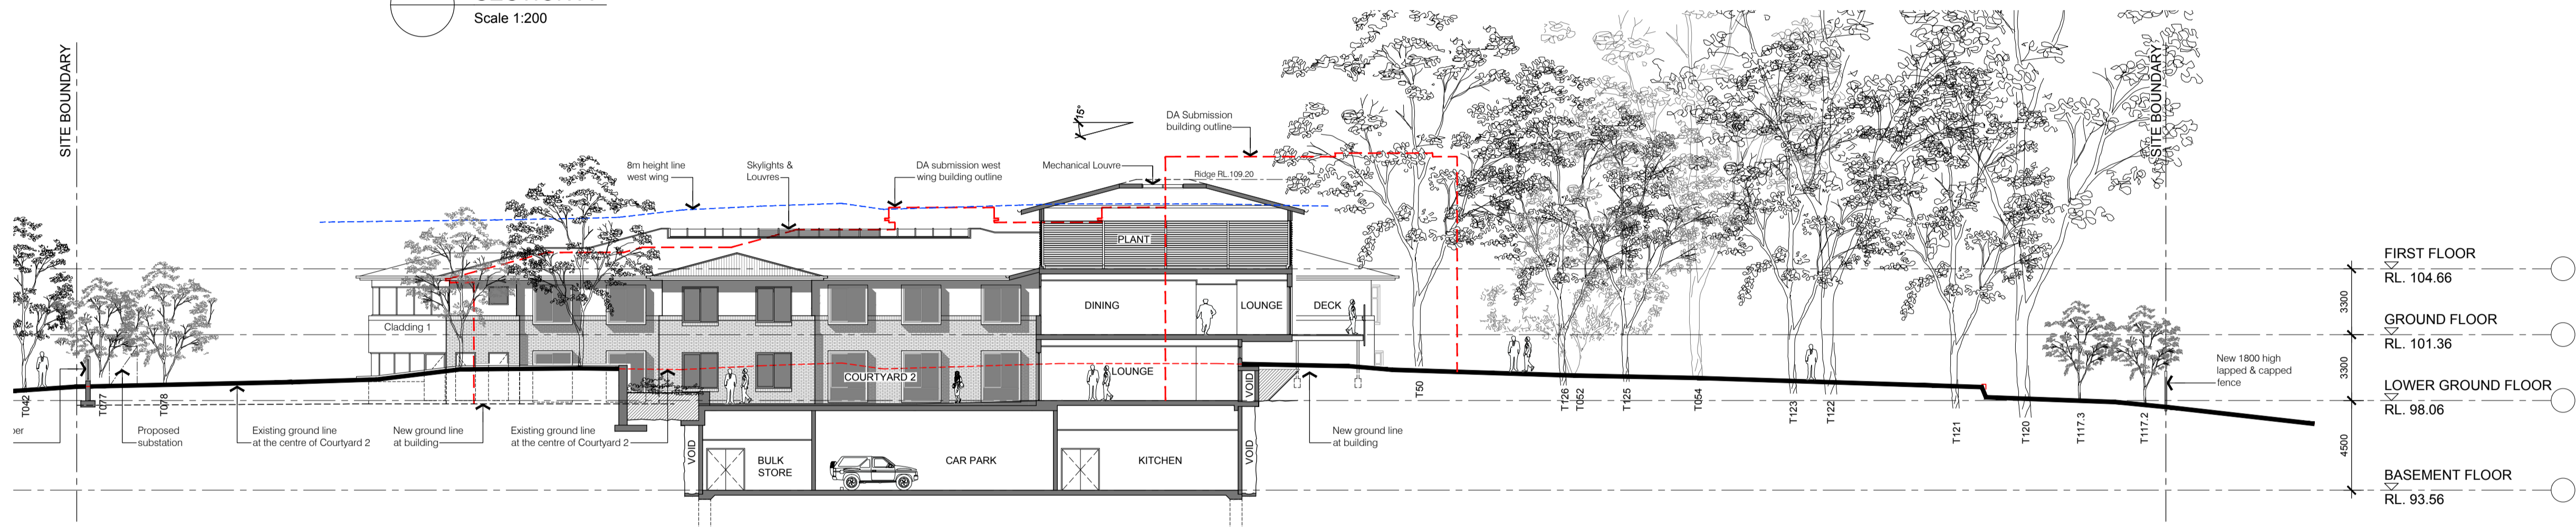 Scale 1:200
SITE BOUNDARY
8m height line
west wing
Skylights &
Louvres
DA submission west
wing building outline
Mechanical Louvre
15°
DA Submission
building outline
Ridge RL.109.20
SITE BOUNDARY
PLANT
DINING
LOUNGE
DECK
Cladding 1
COURTYARD 2
LOUNGE
VOID
FIRST FLOOR
RL. 104.66
3300
GROUND FLOOR
RL. 101.36
3300
LOWER GROUND FLOOR
RL. 98.06
4500
BASEMENT FLOOR
RL. 93.56
New 1800 high
lapped & capped
fence
T042
T077
T078
T50
T126
T052
T125
T054
T123
T122
T121
T120
T117.3
T117.2
Proposed
substation
Existing ground line
at the centre of Courtyard 2
New ground line
at building
Existing ground line
at the centre of Courtyard 2
New ground line
at building
VOID
BULK
STORE
CAR PARK
KITCHEN
VOID